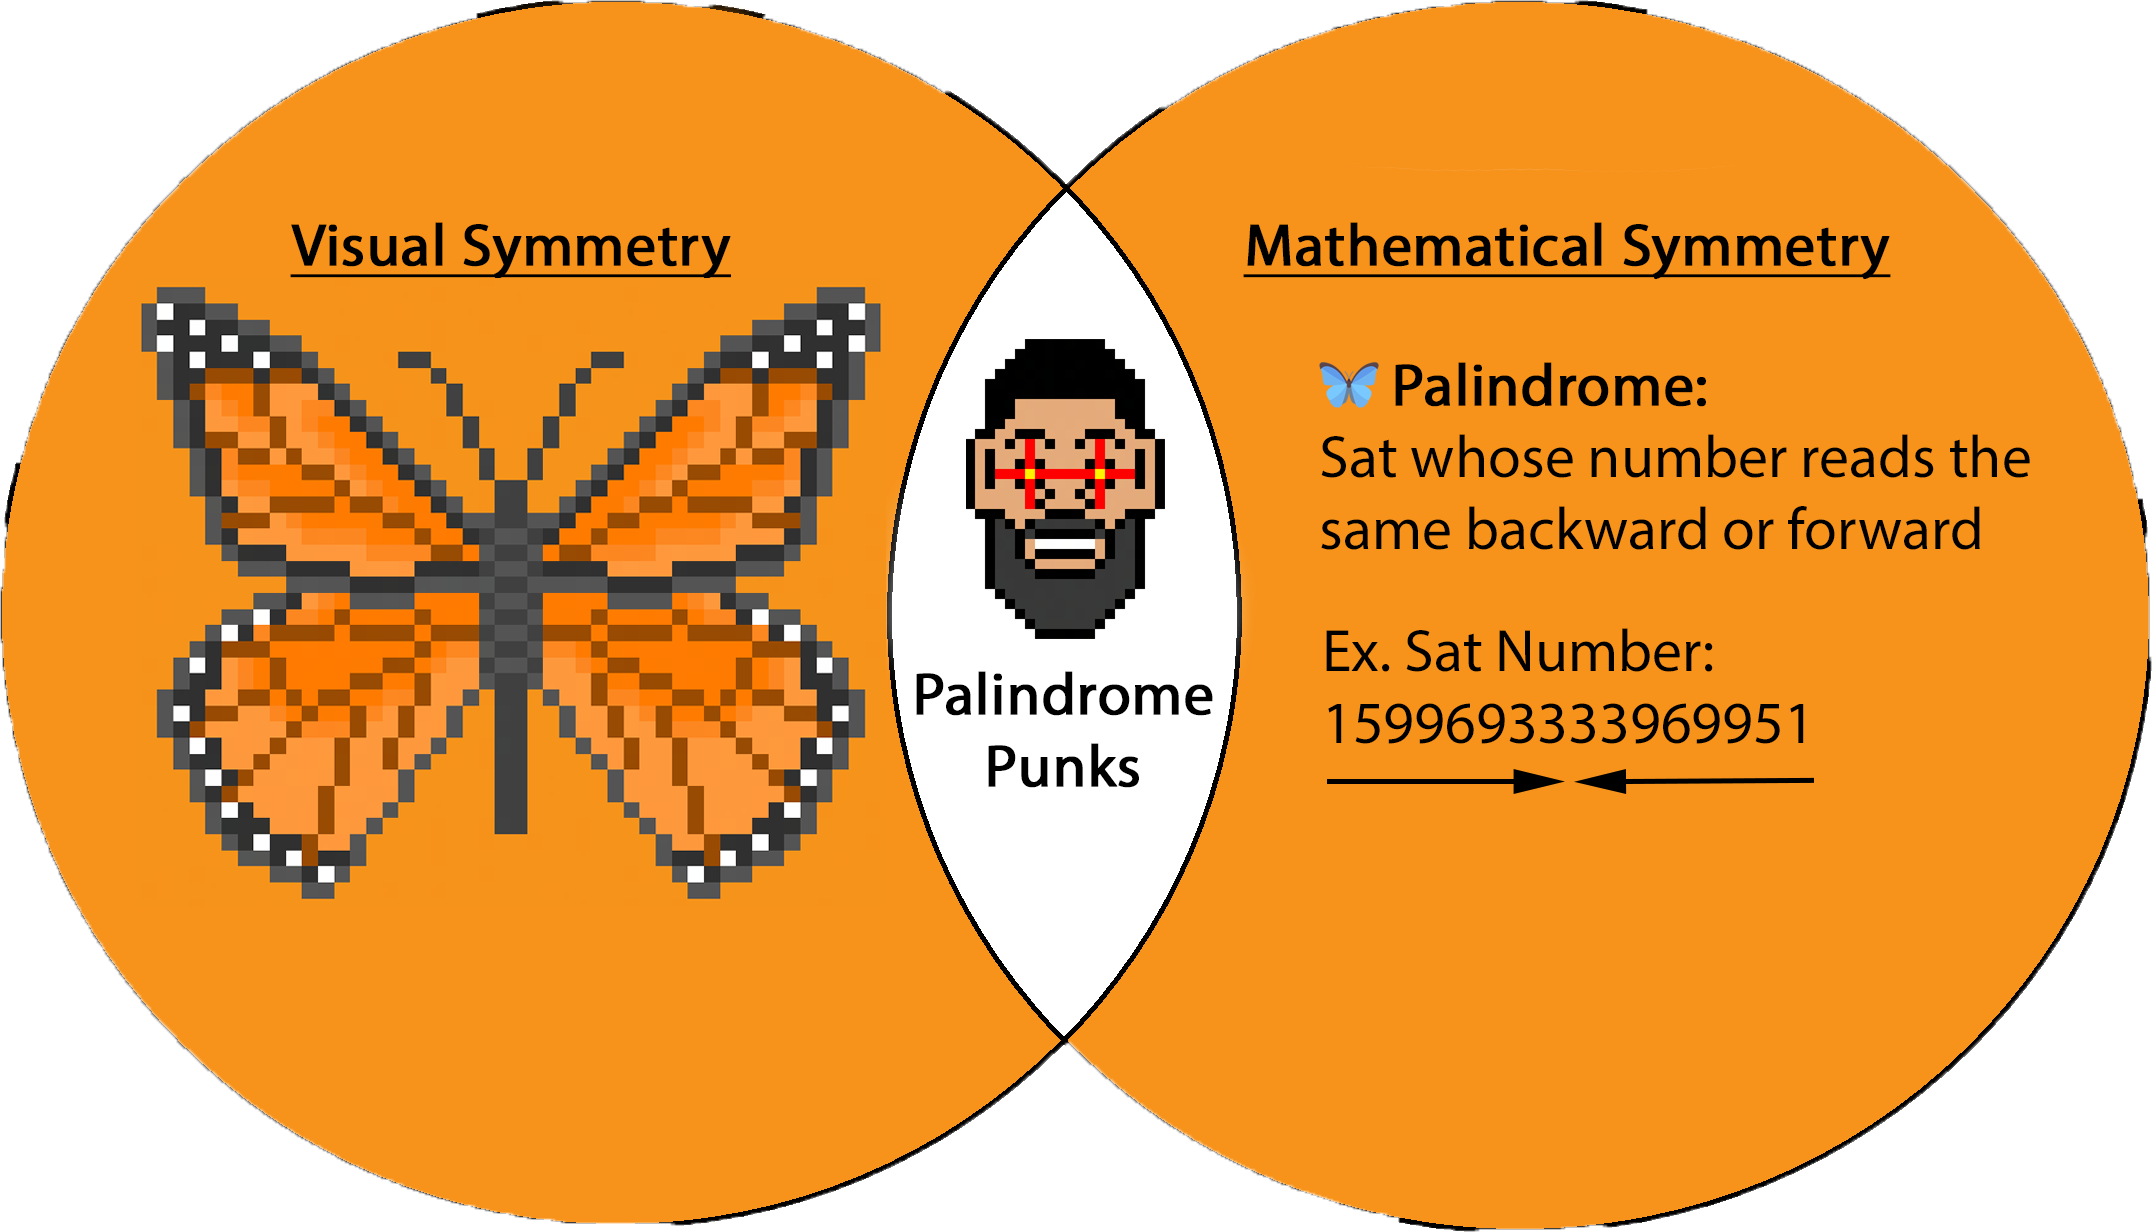 Visual Symmetry
Palindrome
Punks
Mathematical Symmetry
Palindrome:
Sat whose number reads the
same backward or forward
Ex. Sat Number:
1599693333969951